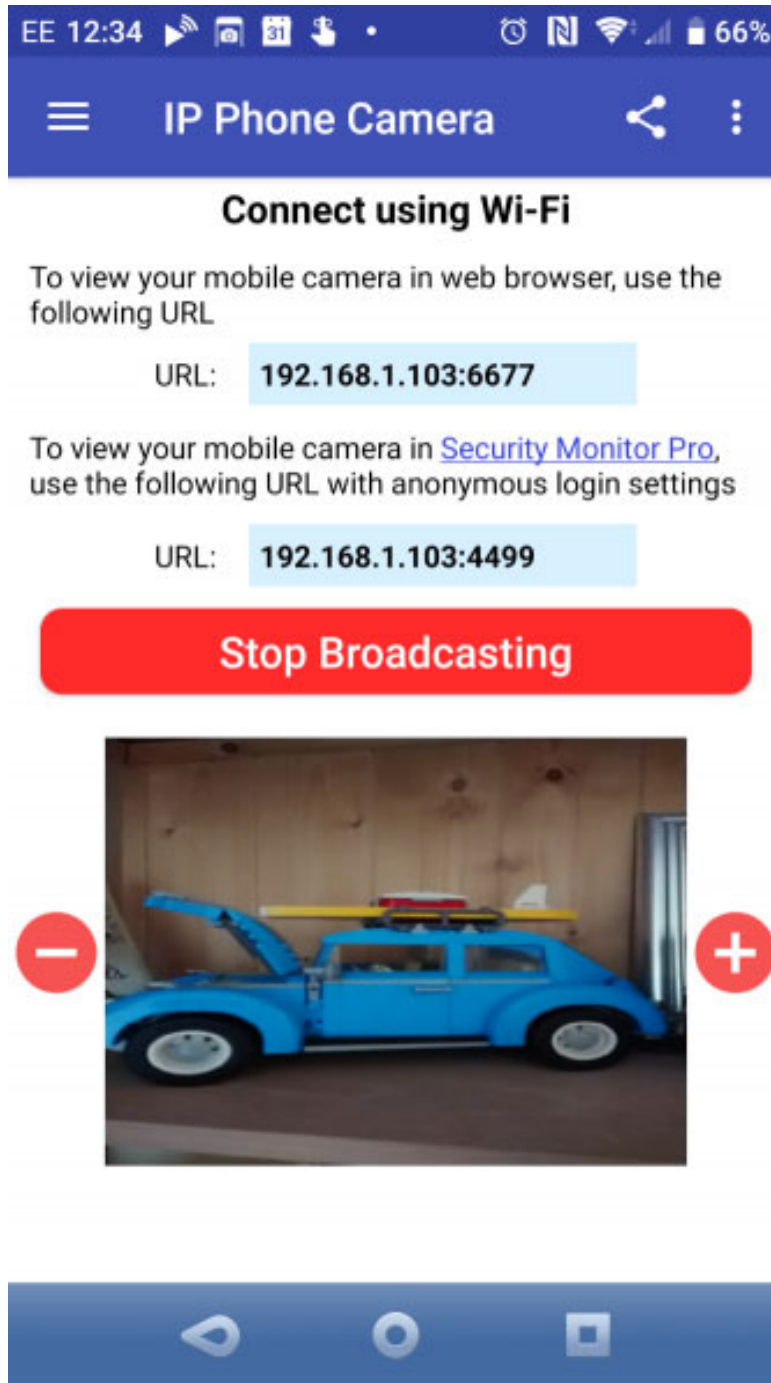 EE 12:34 31 66%
IP Phone Camera
Connect using Wi-Fi
To view your mobile camera in web browser, use the
following URL
URL: 192.168.1.103:6677
To view your mobile camera in Security Monitor Pro,
use the following URL with anonymous login settings
URL: 192.168.1.103:4499
Stop Broadcasting